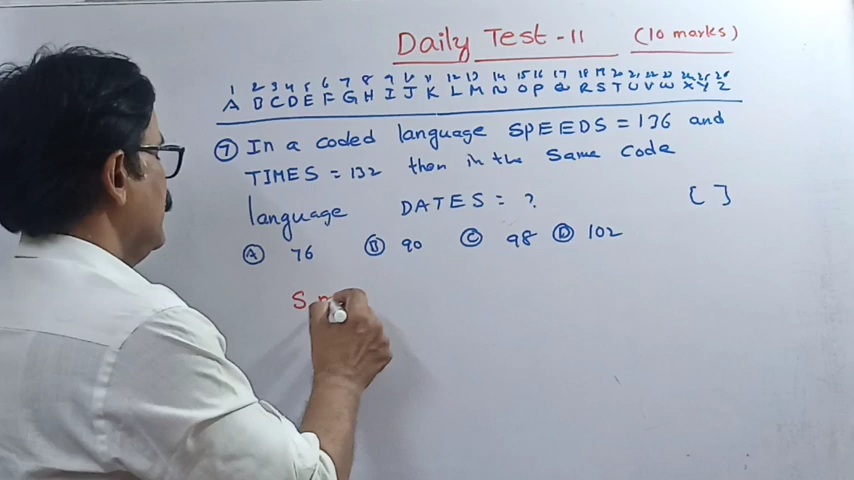 Daily Test - 11 (10 marks)
1 2 3 4 5 6 7 8 9 10 11 12 13 14 15 16 17 18 19 20 21 22 23 24 25 26
A B C D E F G H I J K L M N O P Q R S T U V W X Y Z
7 In a coded language SPEEDS = 136 and
TIMES = 132 then in the same code
language DATES = ? [ ]
A 76 B 90 C 98 D 102
S